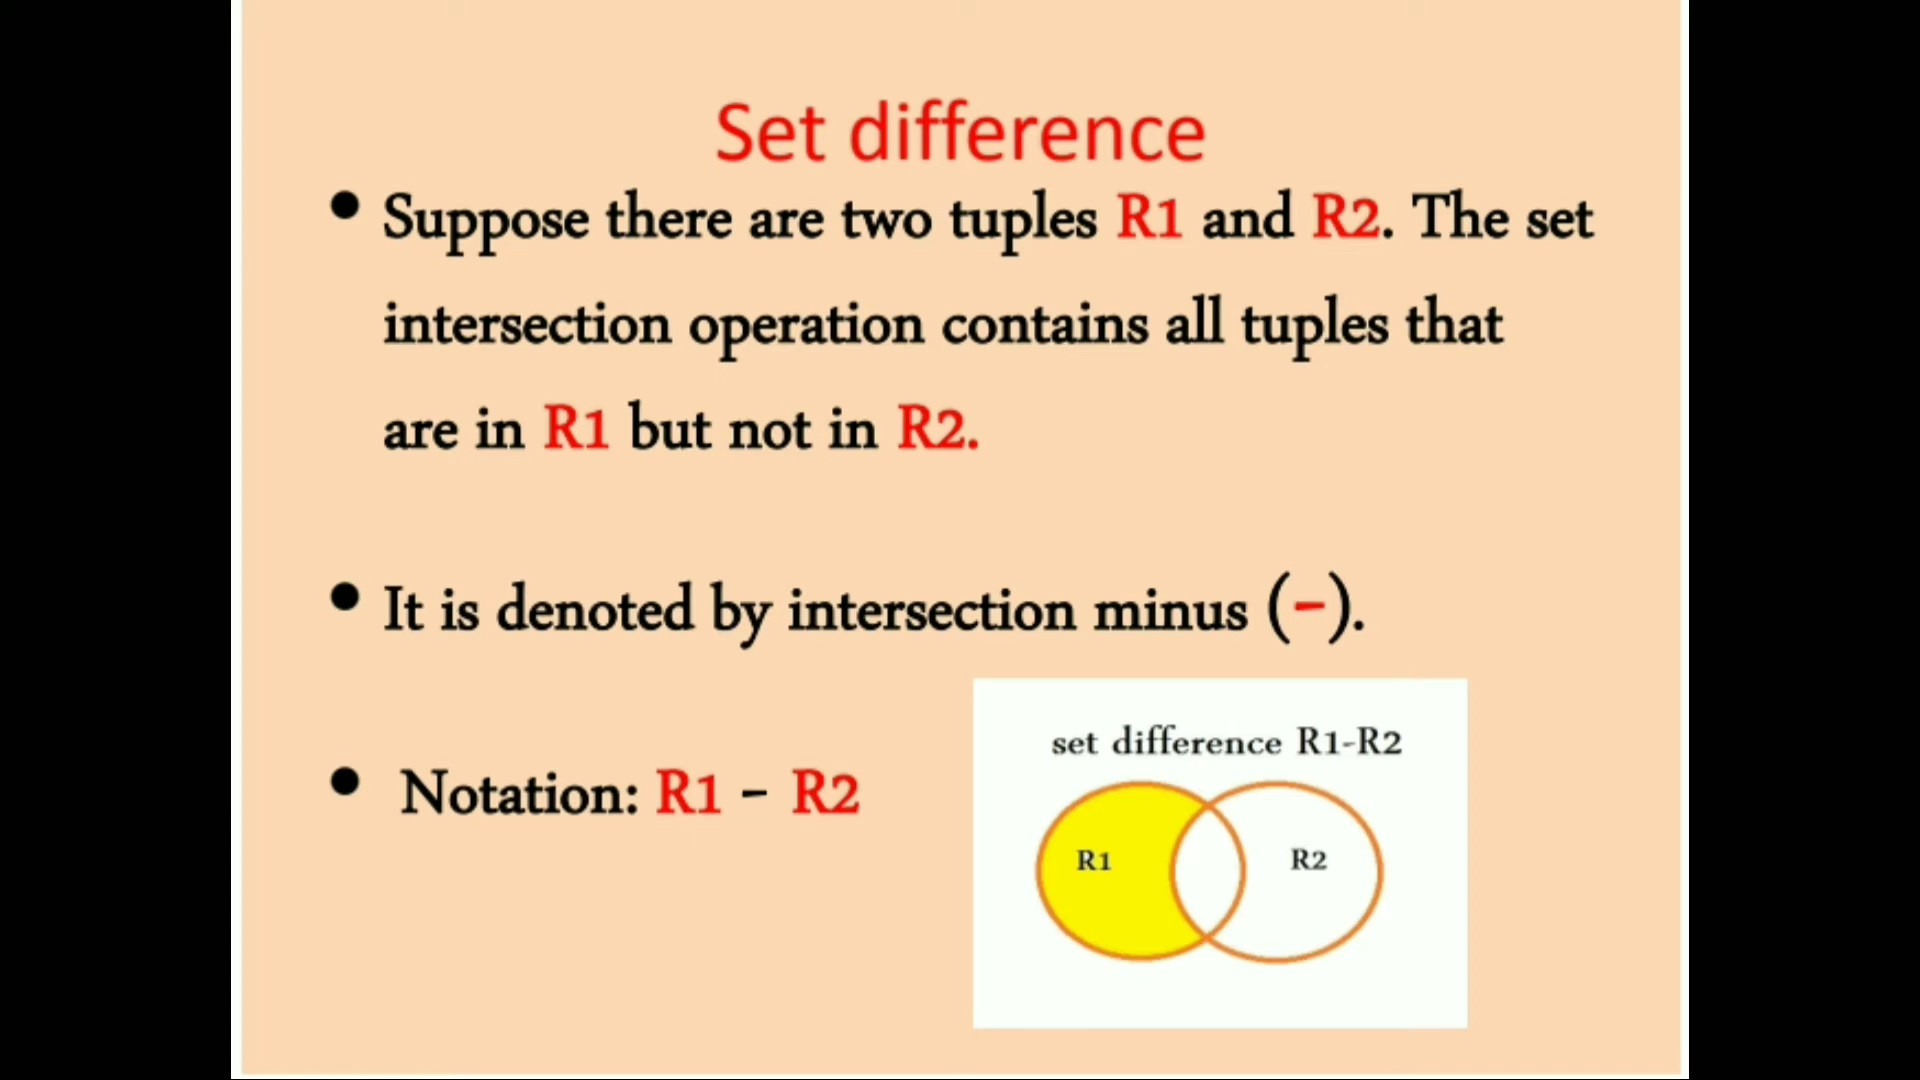 Set difference
• Suppose there are two tuples R1 and R2. The set
intersection operation contains all tuples that
are in R1 but not in R2.
• It is denoted by intersection minus (-).
• Notation: R1 - R2
set difference R1-R2
R1
R2